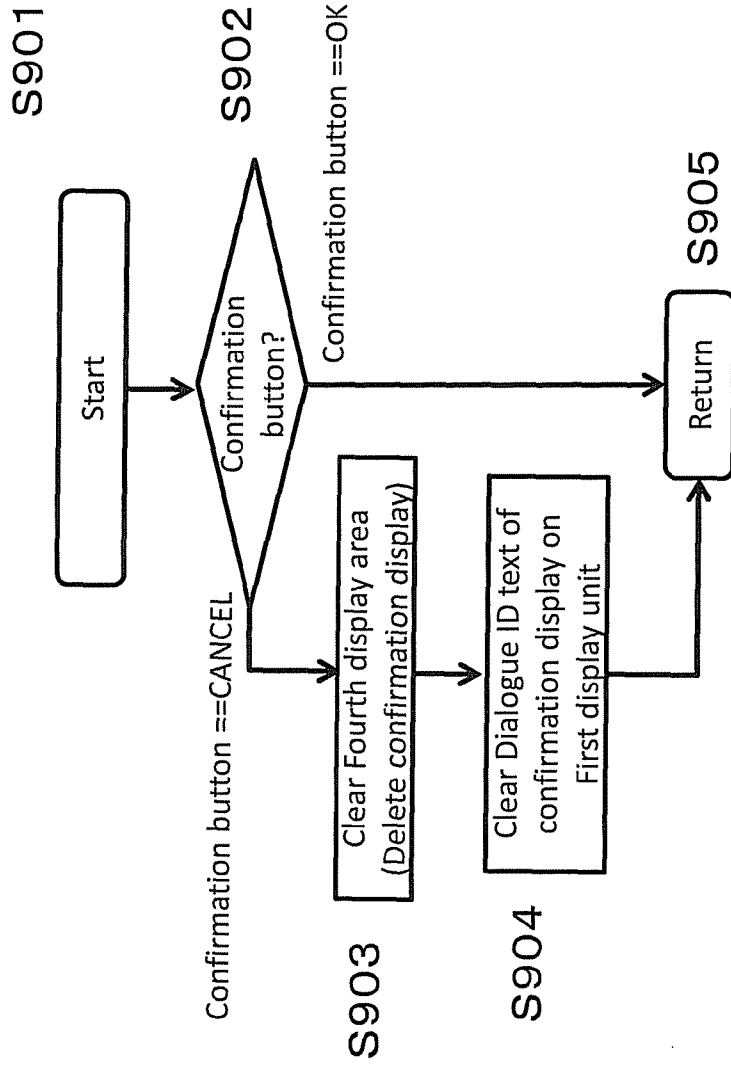 S901
Start
S902
Confirmation
button?
Confirmation button ==CANCEL
Confirmation button ==OK
S903
Clear Fourth display area
(Delete confirmation display)
S904
Clear Dialogue ID text of
confirmation display on
First display unit
Return
S905